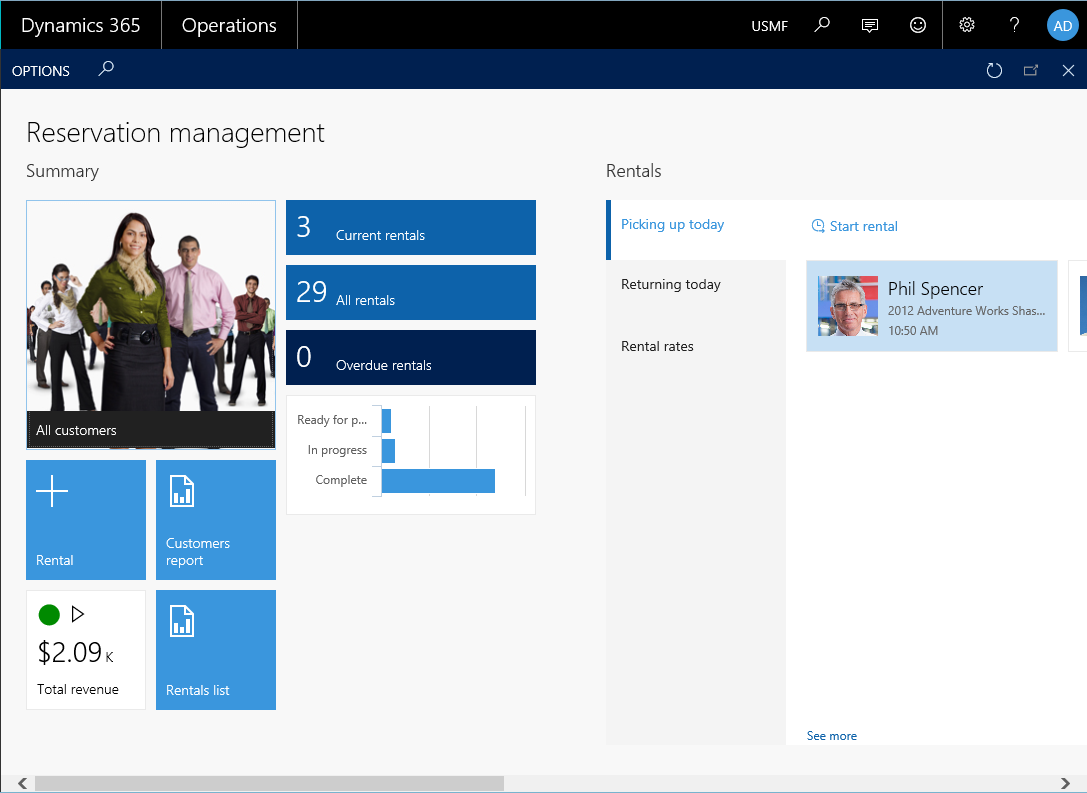 Dynamics 365
Operations
USMF
?
AD
OPTIONS
Reservation management
Summary
All customers
3 Current rentals
29 All rentals
0 Overdue rentals
Ready for p...
In progress
Complete
Rental
Customers
report
$2.09 K
Total revenue
Rentals list
Rentals
Picking up today
Returning today
Rental rates
Start rental
Phil Spencer
2012 Adventure Works Shas...
10:50 AM
See more